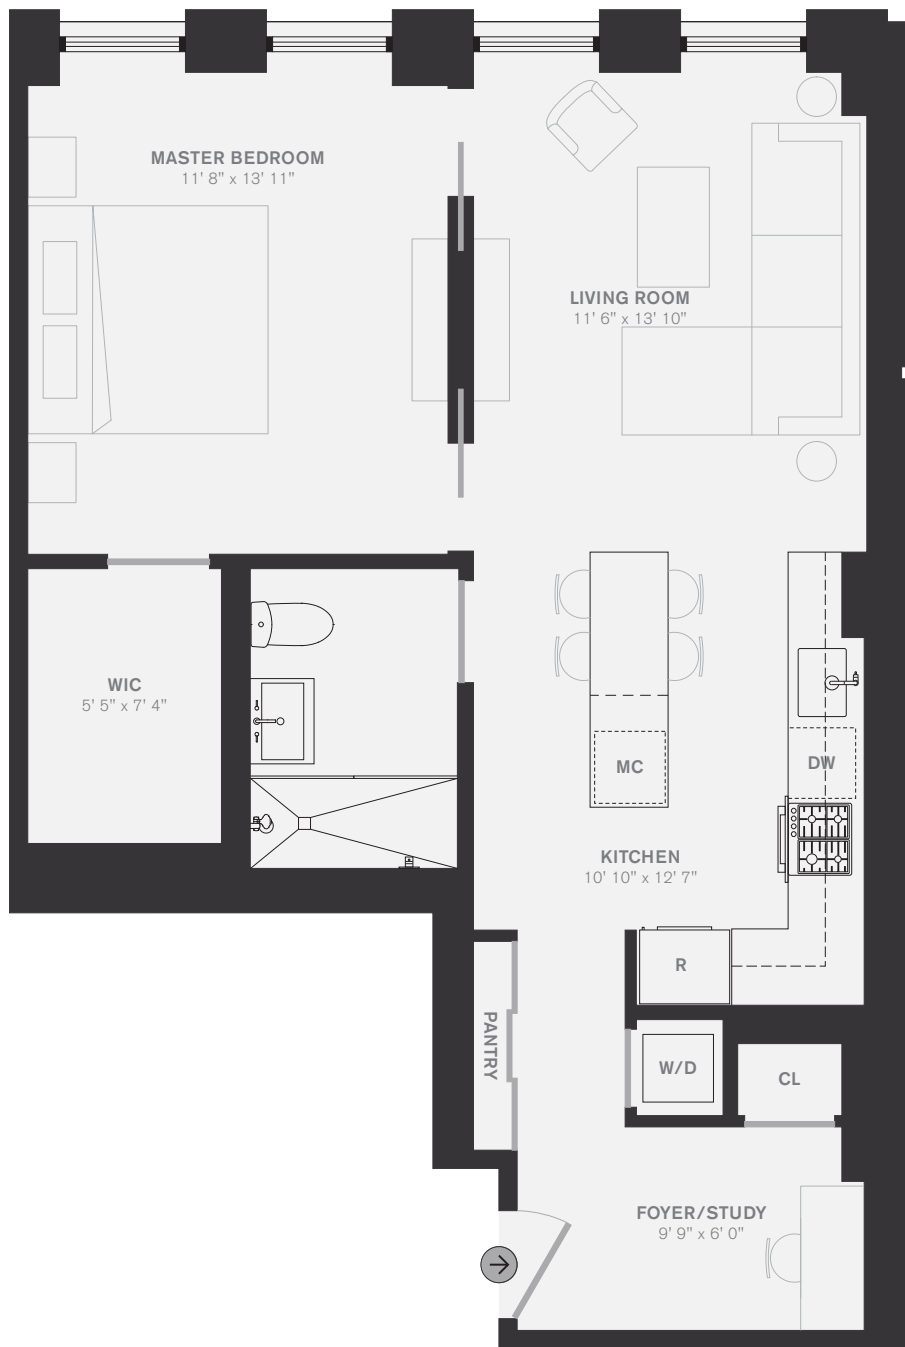 MASTER BEDROOM
11' 8" x 13' 11"
LIVING ROOM
11' 6" x 13' 10"
WIC
5' 5" x 7' 4"
MC
DW
KITCHEN
10' 10" x 12' 7"
R
PANTRY
W/D
CL
FOYER/STUDY
9' 9" x 6' 0"